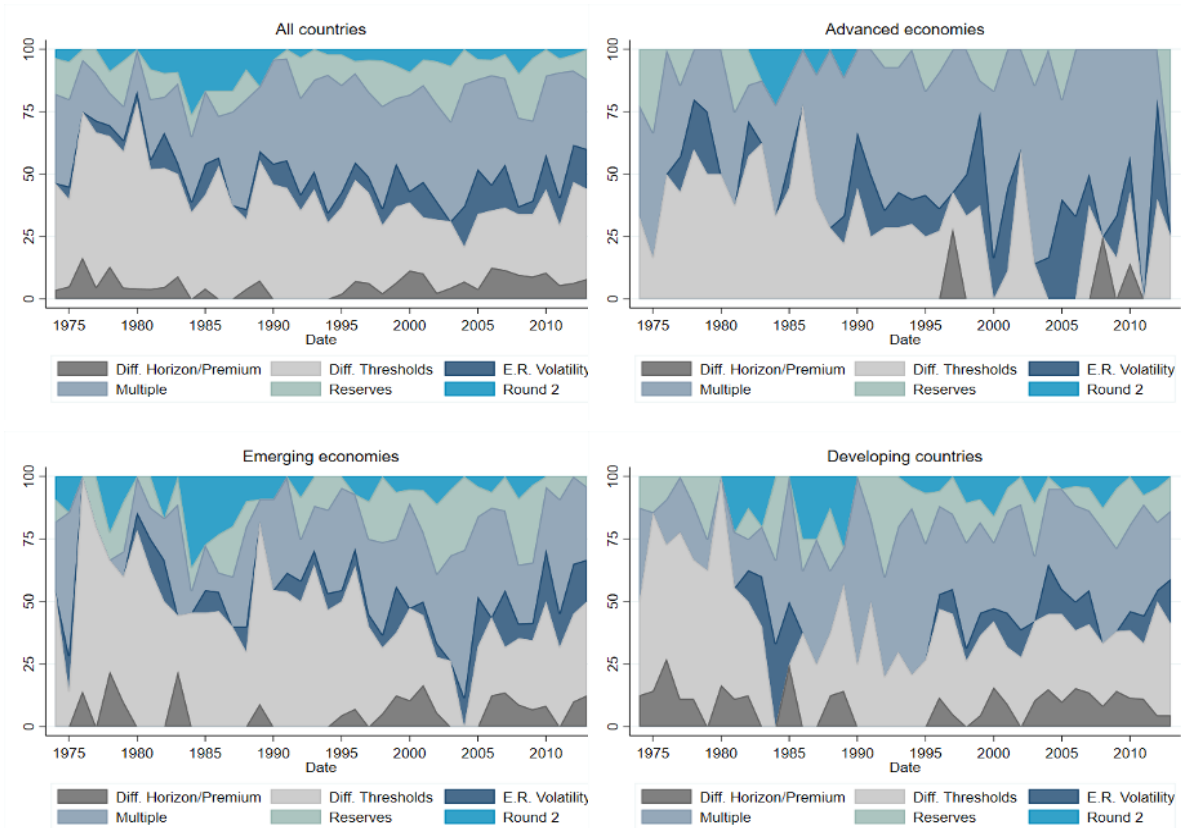 All countries
100
75
50
25
0
1975 1980 1985 1990 1995 2000 2005 2010
Date
Diff. Horizon/Premium Diff. Thresholds E.R. Volatility
Multiple Reserves Round 2
Advanced economies
100
75
50
25
0
1975 1980 1985 1990 1995 2000 2005 2010
Date
Diff. Horizon/Premium Diff. Thresholds E.R. Volatility
Multiple Reserves Round 2
Emerging economies
100
75
50
25
0
1975 1980 1985 1990 1995 2000 2005 2010
Date
Diff. Horizon/Premium Diff. Thresholds E.R. Volatility
Multiple Reserves Round 2
Developing countries
100
75
50
25
0
1975 1980 1985 1990 1995 2000 2005 2010
Date
Diff. Horizon/Premium Diff. Thresholds E.R. Volatility
Multiple Reserves Round 2